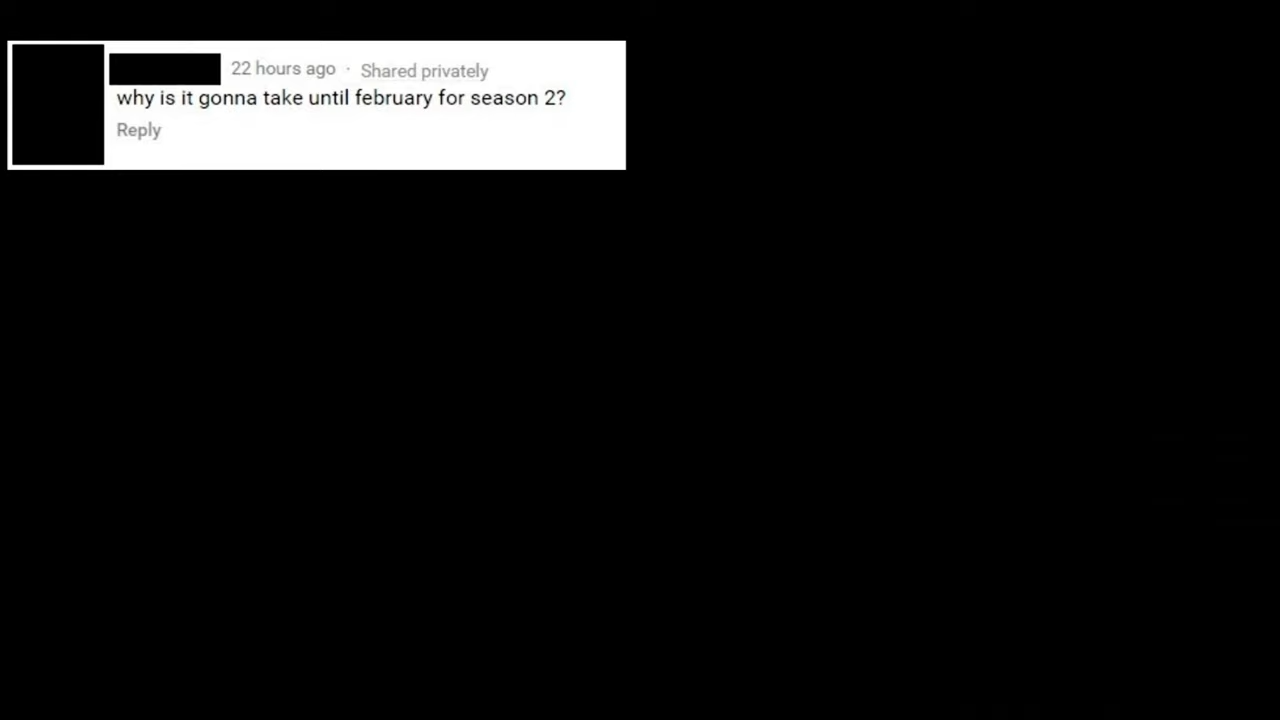 22 hours ago · Shared privately
why is it gonna take until february for season 2?
Reply